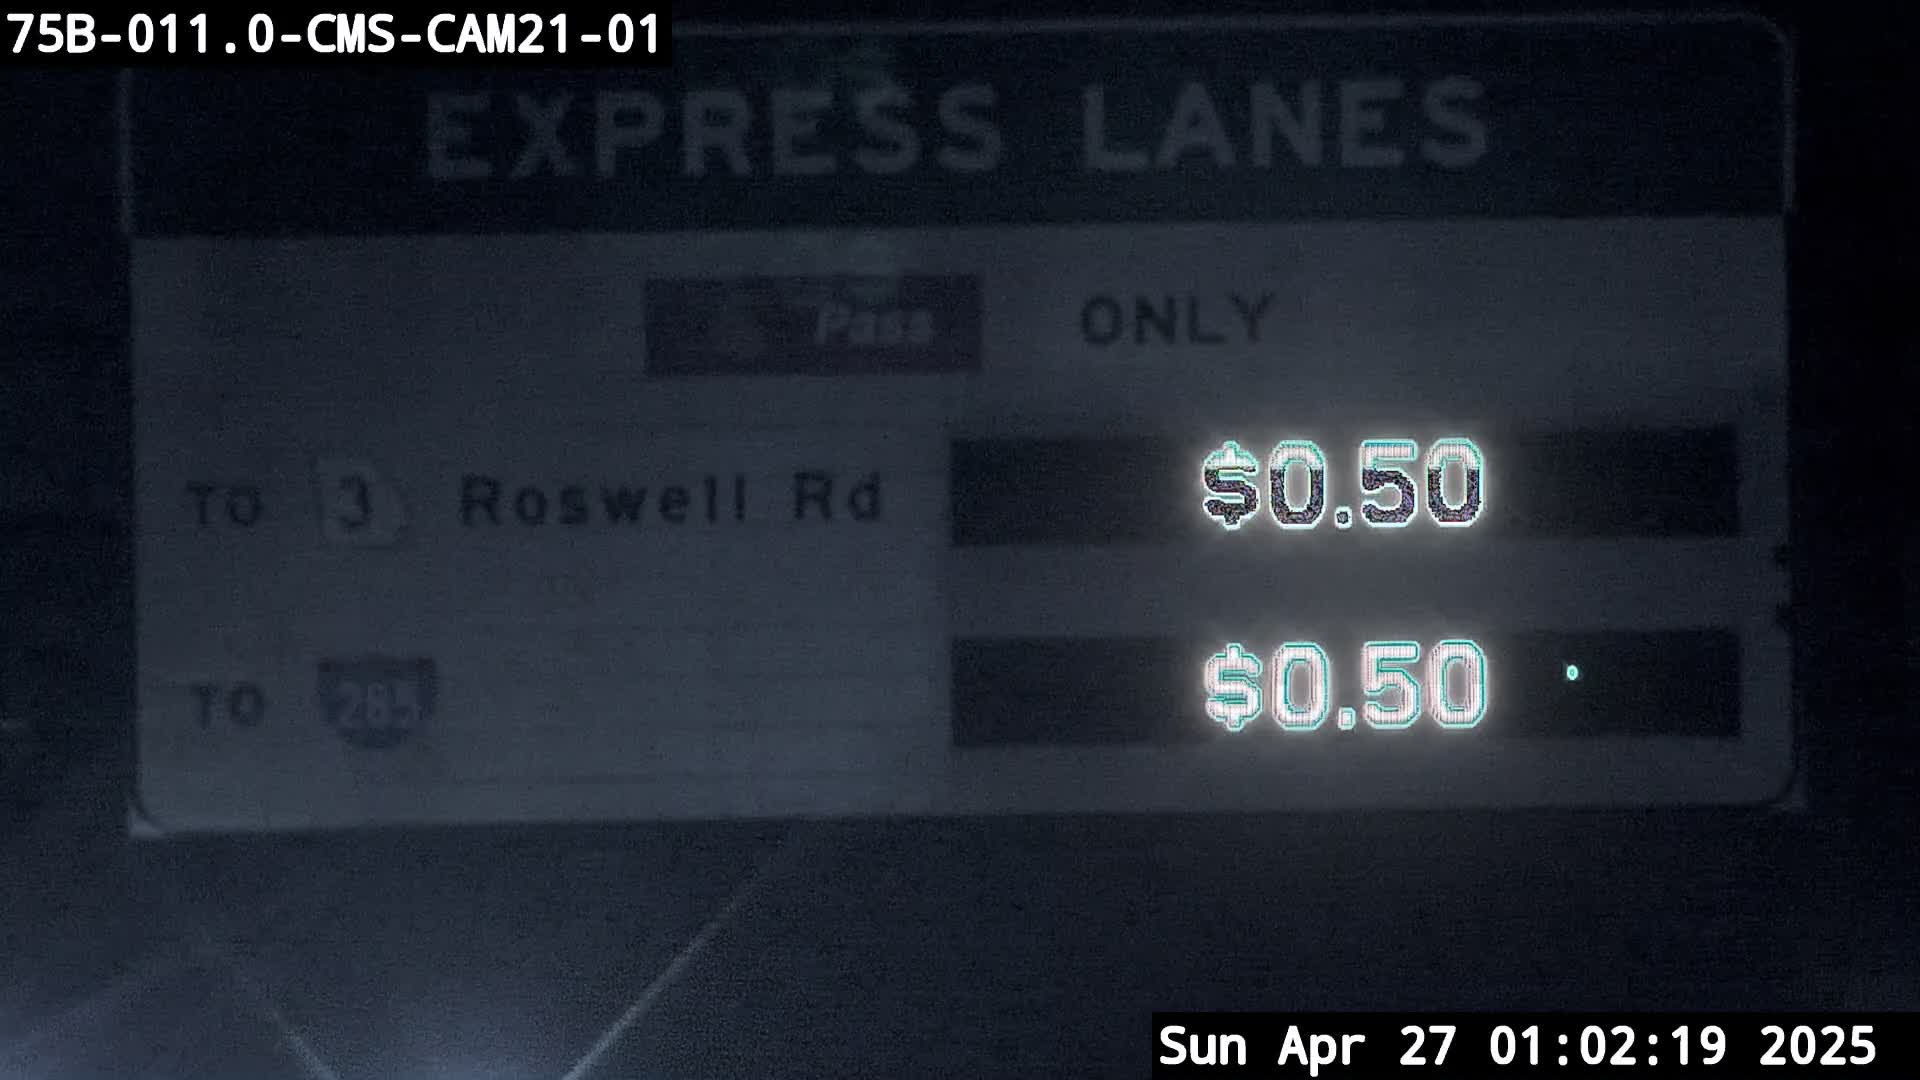 75B-011.0-CMS-CAM21-01
EXPRESS LANES
Pass ONLY
TO 3 Roswell Rd $0.50
TO 285 $0.50
Sun Apr 27 01:02:19 2025